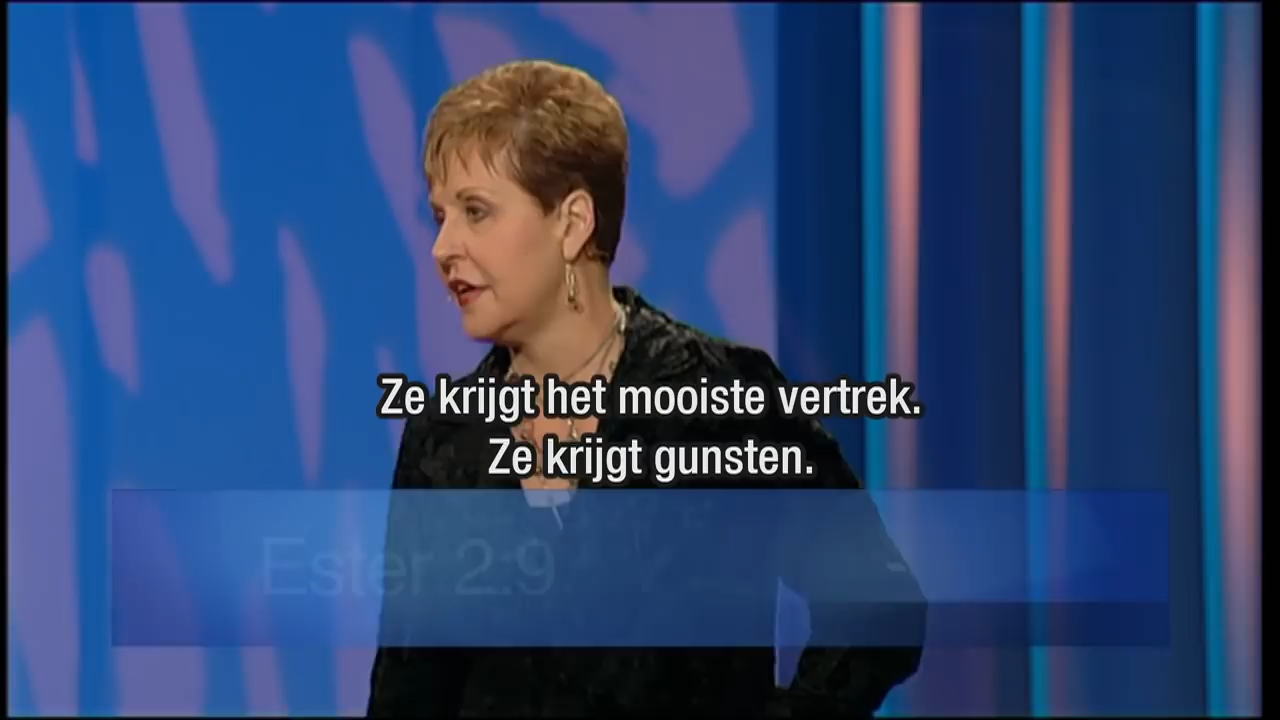 Ze krijgt het mooiste vertrek.
Ze krijgt gunsten.
Ester 2:9